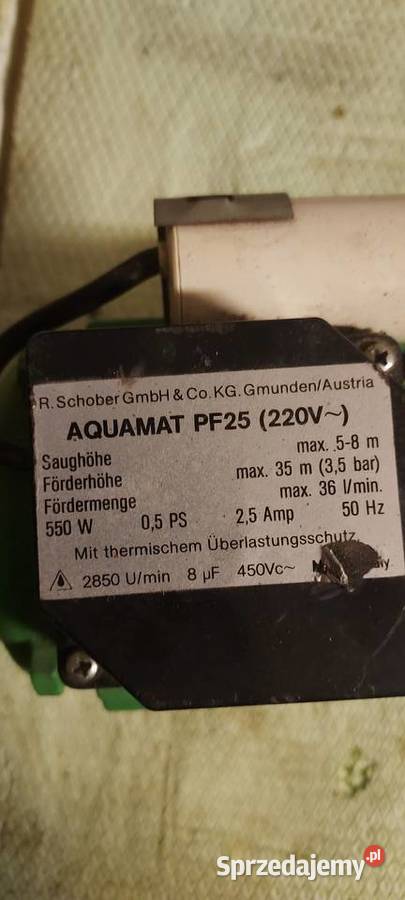 R. Schober GmbH & Co. KG. Gmunden/Austria
AQUAMAT PF25 (220V~)
Saughöhe max. 5-8 m
Förderhöhe max. 35 m (3,5 bar)
Fördermenge max. 36 l/min.
550 W 0,5 PS 2,5 Amp 50 Hz
Mit thermischem Überlastungsschutz
2850 U/min 8 µF 450Vc~
Sprzedajemy.pl